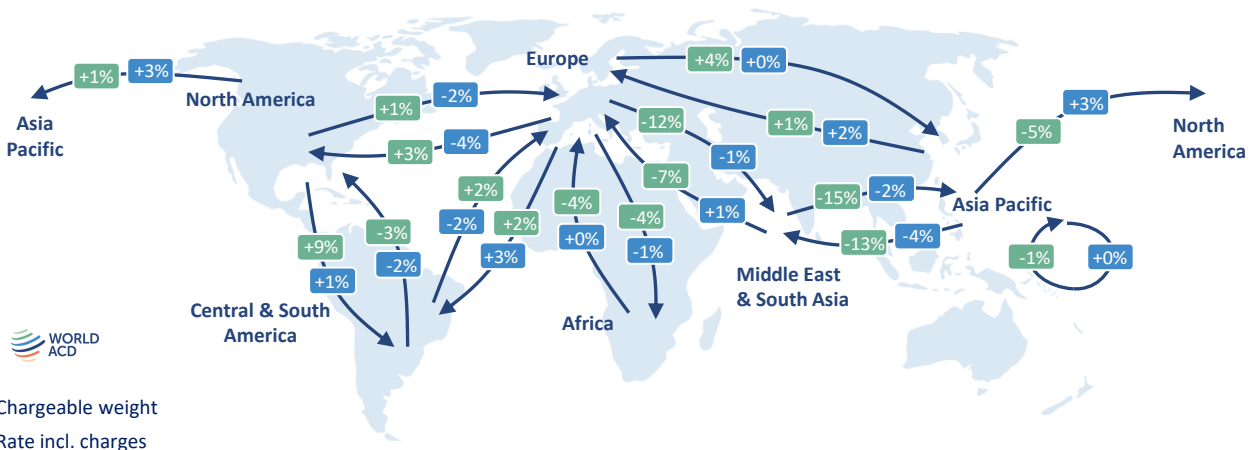 Europe
+4% +0%
+1% +3%
North America
Asia
Pacific
+1% -2%
+3% -4%
-12%
-1%
+1% +2%
+3%
-5%
North
America
-7%
+1%
-15% -2%
Asia Pacific
-13% -4%
-1% +0%
Middle East
& South Asia
+2%
-2%
+2%
+3%
-4%
+0%
-4%
-1%
-3%
-2%
+9%
+1%
Central & South
America
Africa
WORLD
ACD
Chargeable weight
Rate incl. charges